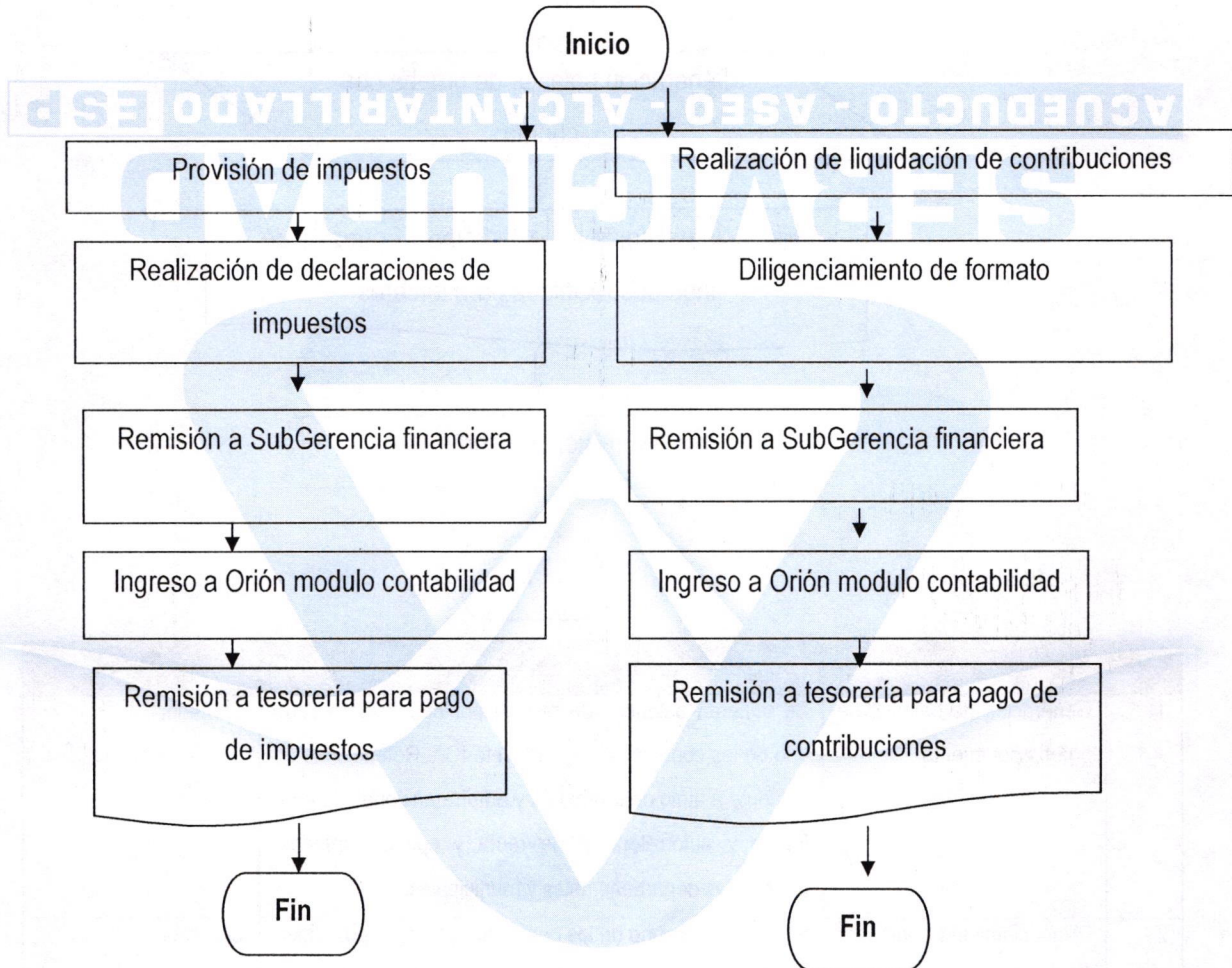 Inicio
ACUEDUCTO - ASEO - ALCANTARILLADO ESP
SERVICIUDAD
Provisión de impuestos
Realización de declaraciones de
impuestos
Remisión a SubGerencia financiera
Ingreso a Orión modulo contabilidad
Remisión a tesorería para pago
de impuestos
Fin
Realización de liquidación de contribuciones
Diligenciamiento de formato
Remisión a SubGerencia financiera
Ingreso a Orión modulo contabilidad
Remisión a tesorería para pago de
contribuciones
Fin